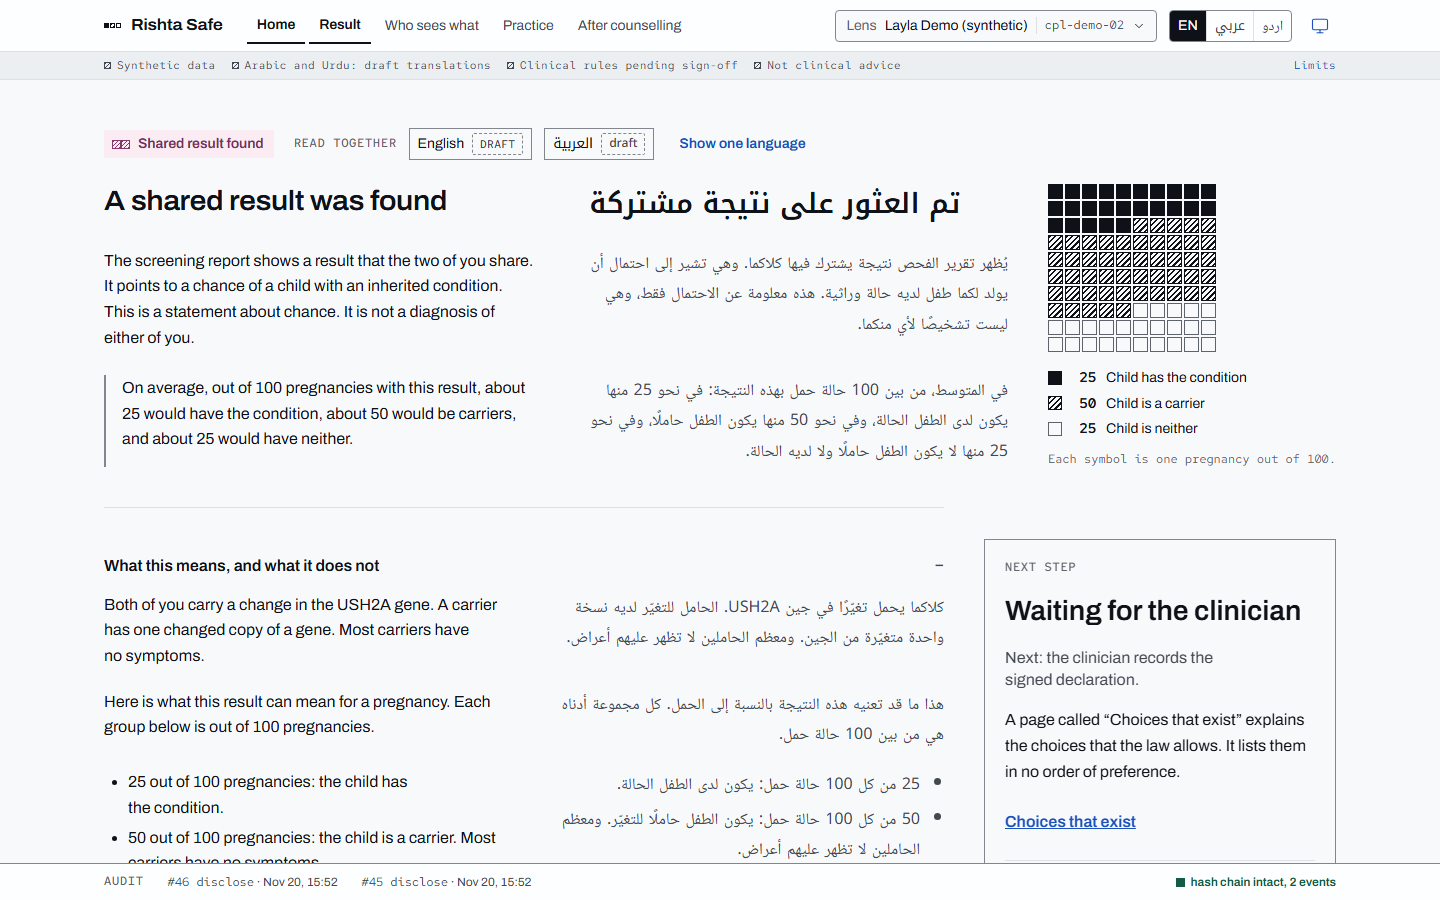 Rishta Safe
Home
Result
Who sees what
Practice
After counselling
Lens Layla Demo (synthetic) cpl-demo-02
EN
عربي
اردو
Synthetic data
Arabic and Urdu: draft translations
Clinical rules pending sign-off
Not clinical advice
Limits
Shared result found
READ TOGETHER
English DRAFT
العربية draft
Show one language
A shared result was found
The screening report shows a result that the two of you share.
It points to a chance of a child with an inherited condition.
This is a statement about chance. It is not a diagnosis of
either of you.
On average, out of 100 pregnancies with this result, about
25 would have the condition, about 50 would be carriers,
and about 25 would have neither.
تم العثور على نتيجة مشتركة
يُظهر تقرير الفحص نتيجة يشترك فيها كلاكما. وهي تشير إلى احتمال أن
يولد لكما طفل لديه حالة وراثية. هذه معلومة عن الاحتمال فقط، وهي
ليست تشخيصًا لأي منكما.
في المتوسط، من بين 100 حالة حمل بهذه النتيجة: في نحو 25 منها
يكون لدى الطفل الحالة، وفي نحو 50 منها يكون الطفل حاملًا، وفي نحو
25 منها لا يكون الطفل حاملًا ولا لديه الحالة.
25 Child has the condition
50 Child is a carrier
25 Child is neither
Each symbol is one pregnancy out of 100.
What this means, and what it does not
–
Both of you carry a change in the USH2A gene. A carrier
has one changed copy of a gene. Most carriers have
no symptoms.
Here is what this result can mean for a pregnancy. Each
group below is out of 100 pregnancies.
• 25 out of 100 pregnancies: the child has
the condition.
• 50 out of 100 pregnancies: the child is a carrier. Most
carriers have no symptoms
كلاكما يحمل تغيّرًا في جين USH2A. الحامل للتغيّر لديه نسخة
واحدة متغيّرة من الجين. ومعظم الحاملين لا تظهر عليهم أعراض.
هذا ما قد تعنيه هذه النتيجة بالنسبة إلى الحمل. كل مجموعة أدناه
هي من بين 100 حالة حمل.
• 25 من كل 100 حالة حمل: يكون لدى الطفل الحالة.
• 50 من كل 100 حالة حمل: يكون الطفل حاملًا للتغيّر. ومعظم
الحاملين لا تظهر عليهم أعراض.
NEXT STEP
Waiting for the clinician
Next: the clinician records the
signed declaration.
A page called “Choices that exist” explains
the choices that the law allows. It lists them
in no order of preference.
Choices that exist
AUDIT
#46 disclose · Nov 20, 15:52
#45 disclose · Nov 20, 15:52
hash chain intact, 2 events